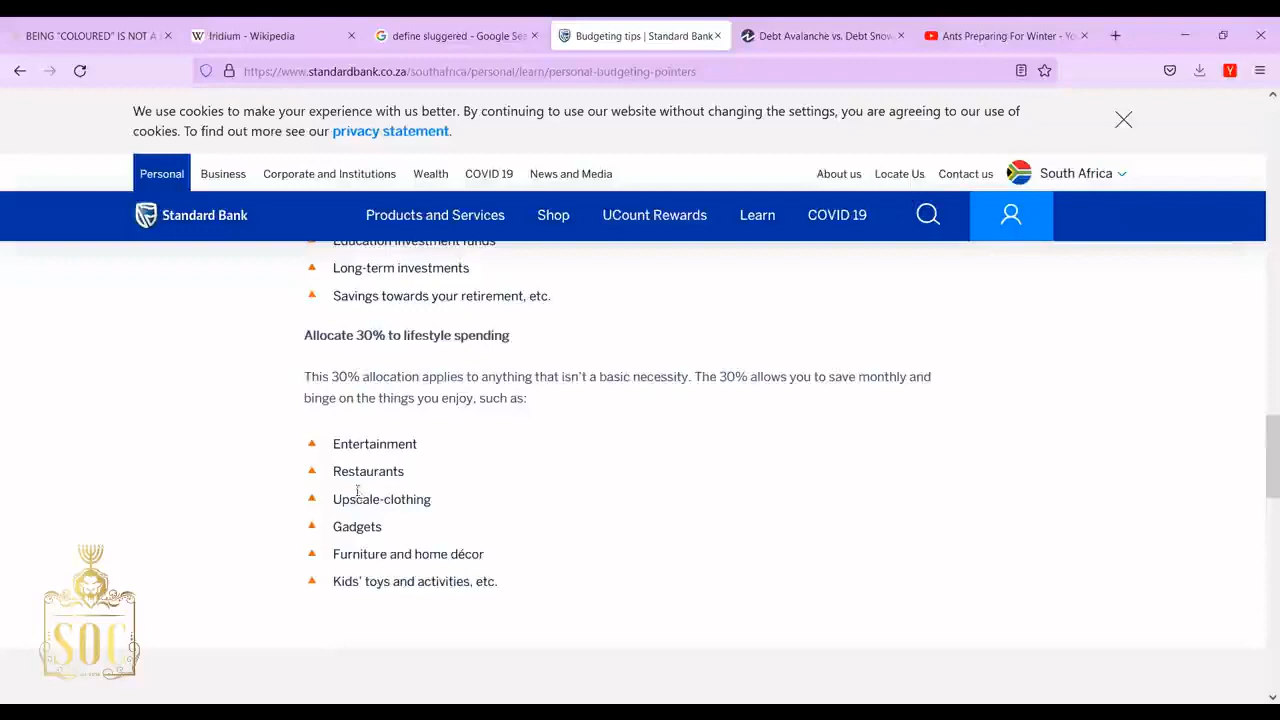 BEING "COLOURED" IS NOT A
Iridium - Wikipedia
define sluggered - Google Sea
Budgeting tips | Standard Bank
Debt Avalanche vs. Debt Snow
Ants Preparing For Winter - Yo
https://www.standardbank.co.za/southafrica/personal/learn/personal-budgeting-pointers
We use cookies to make your experience with us better. By continuing to use our website without changing the settings, you are agreeing to our use of
cookies. To find out more see our privacy statement.
Personal Business Corporate and Institutions Wealth COVID 19 News and Media About us Locate Us Contact us South Africa
Standard Bank Products and Services Shop UCount Rewards Learn COVID 19
Education investment funds
Long-term investments
Savings towards your retirement, etc.
Allocate 30% to lifestyle spending
This 30% allocation applies to anything that isn't a basic necessity. The 30% allows you to save monthly and
binge on the things you enjoy, such as:
Entertainment
Restaurants
Upscale-clothing
Gadgets
Furniture and home décor
Kids' toys and activities, etc.
SOC